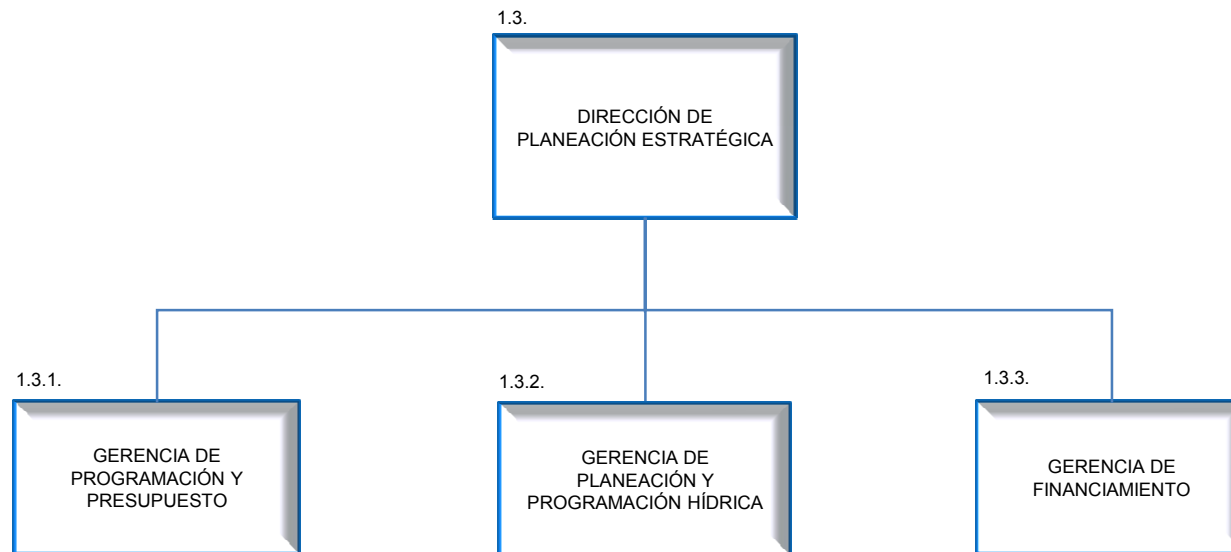 1.3.
DIRECCIÓN DE
PLANEACIÓN ESTRATÉGICA
1.3.1.
GERENCIA DE
PROGRAMACIÓN Y
PRESUPUESTO
1.3.2.
GERENCIA DE
PLANEACIÓN Y
PROGRAMACIÓN HÍDRICA
1.3.3.
GERENCIA DE
FINANCIAMIENTO